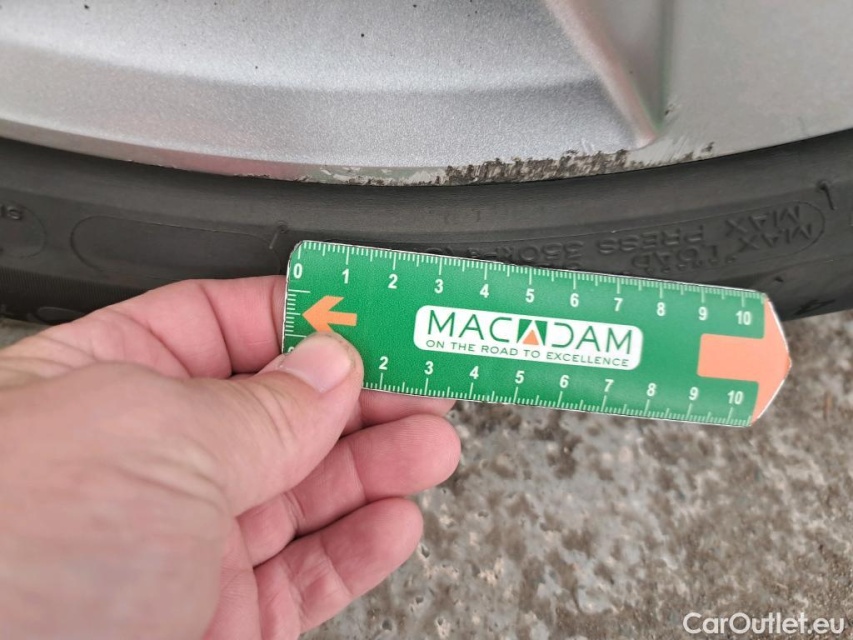 MAX LOAD
MAX PRESS 350K
0 1 2 3 4 5 6 7 8 9 10
MACADAM
ON THE ROAD TO EXCELLENCE
2 3 4 5 6 7 8 9 10
CarOutlet.eu